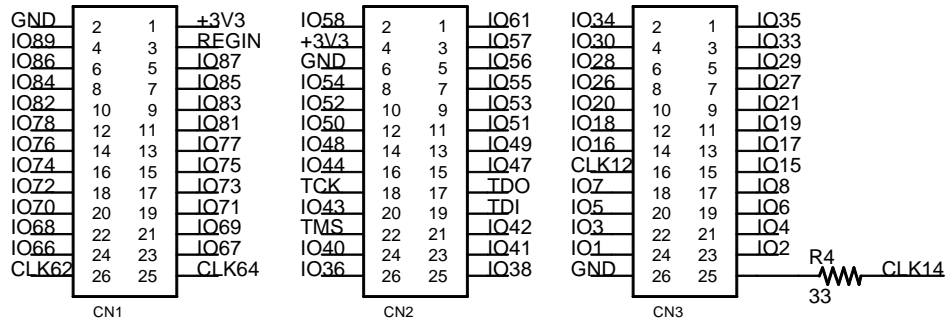 GND 2 1 +3V3 IO58 2 1 IO61 IO34 2 1 IO35
IO89 4 3 REGIN +3V3 4 3 IO57 IO30 4 3 IO33
IO86 6 5 IO87 GND 6 5 IO56 IO28 6 5 IO29
IO84 8 7 IO85 IO54 8 7 IO55 IO26 8 7 IO27
IO82 10 9 IO83 IO52 10 9 IO53 IO20 10 9 IO21
IO78 12 11 IO81 IO50 12 11 IO51 IO18 12 11 IO19
IO76 14 13 IO77 IO48 14 13 IO49 IO16 14 13 IO17
IO74 16 15 IO75 IO44 16 15 IO47 CLK12 16 15 IO15
IO72 18 17 IO73 TCK 18 17 TDO IO7 18 17 IO8
IO70 20 19 IO71 IO43 20 19 TDI IO5 20 19 IO6
IO68 22 21 IO69 TMS 22 21 IO42 IO3 22 21 IO4
IO66 24 23 IO67 IO40 24 23 IO41 IO1 24 23 IO2
CLK62 26 25 CLK64 IO36 26 25 IO38 GND 26 25 R4 CLK14
33
CN1 CN2 CN3